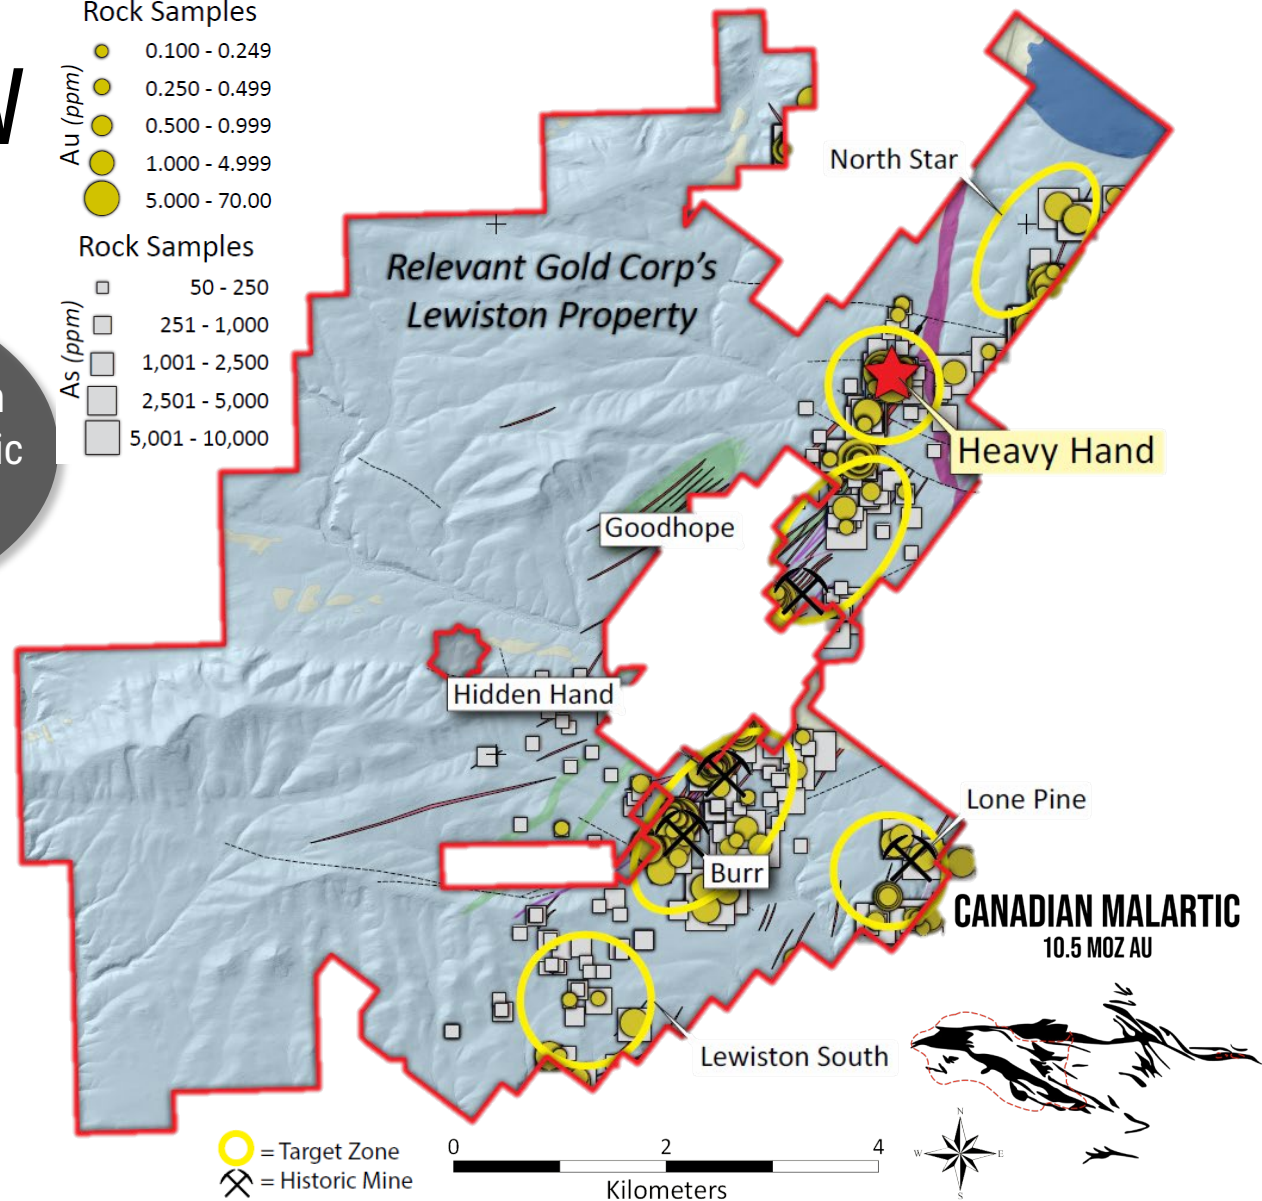 Rock Samples
Au (ppm)
0.100 - 0.249
0.250 - 0.499
0.500 - 0.999
1.000 - 4.999
5.000 - 70.00
Rock Samples
As (ppm)
50 - 250
251 - 1,000
1,001 - 2,500
2,501 - 5,000
5,001 - 10,000
ic
North Star
Relevant Gold Corp's
Lewiston Property
Heavy Hand
Goodhope
Hidden Hand
Lone Pine
Burr
CANADIAN MALARTIC
10.5 MOZ AU
Lewiston South
N
W
E
S
= Target Zone
= Historic Mine
0 2 4
Kilometers